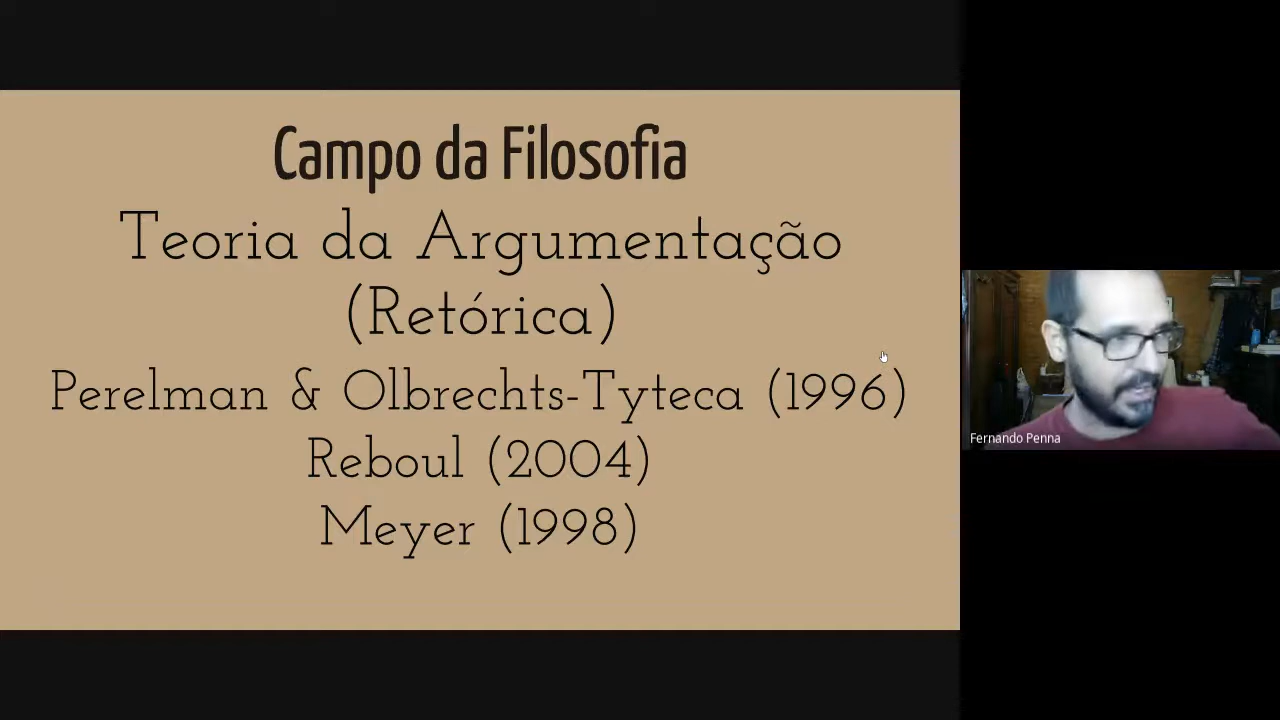 Campo da Filosofia
Teoria da Argumentação
(Retórica)
Perelman & Olbrechts-Tyteca (1996)
Reboul (2004)
Meyer (1998)
Fernando Penna